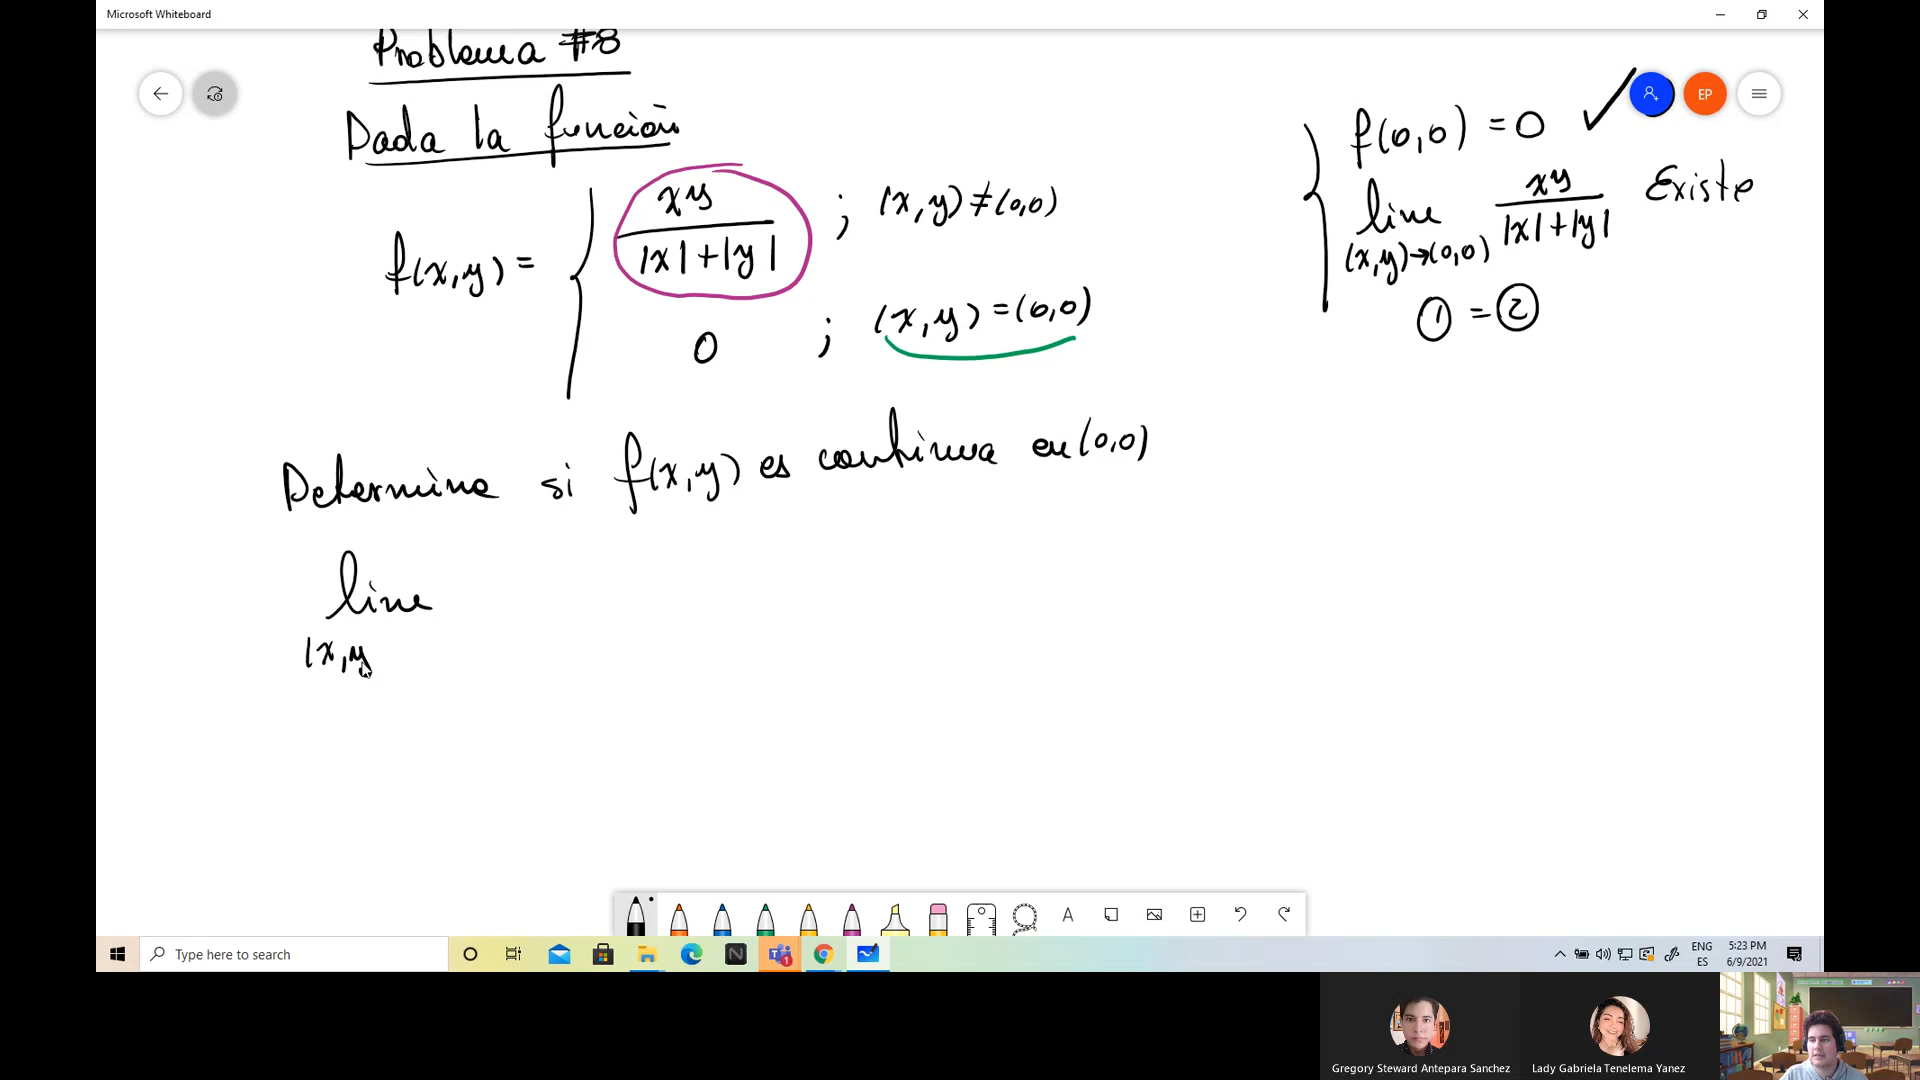 Microsoft Whiteboard
Problema #8
Dada la función
f(x,y) =
xy
|x|+|y|
; (x,y)≠(0,0)
0 ; (x,y)=(0,0)
f(0,0) =0
lim xy Existe
(x,y)→(0,0) |x|+|y|
1 = 2
EP
Determine si f(x,y) es continua en (0,0)
lim
(x,y
A
Type here to search
N
1
ENG
ES
5:23 PM
6/9/2021
Gregory Steward Antepara Sanchez
Lady Gabriela Tenelema Yanez